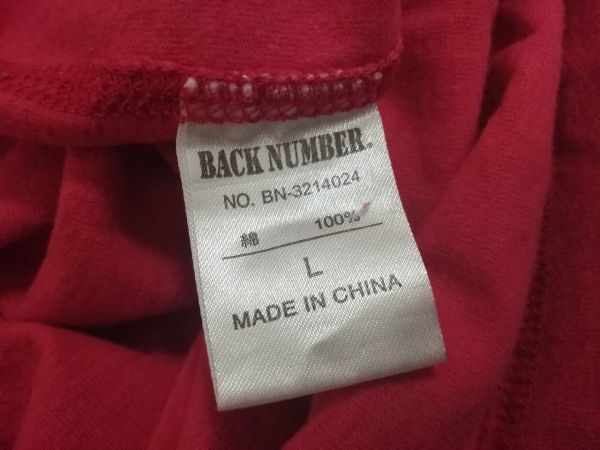 BACK NUMBER.
NO. BN-3214024
綿 100%
L
MADE IN CHINA